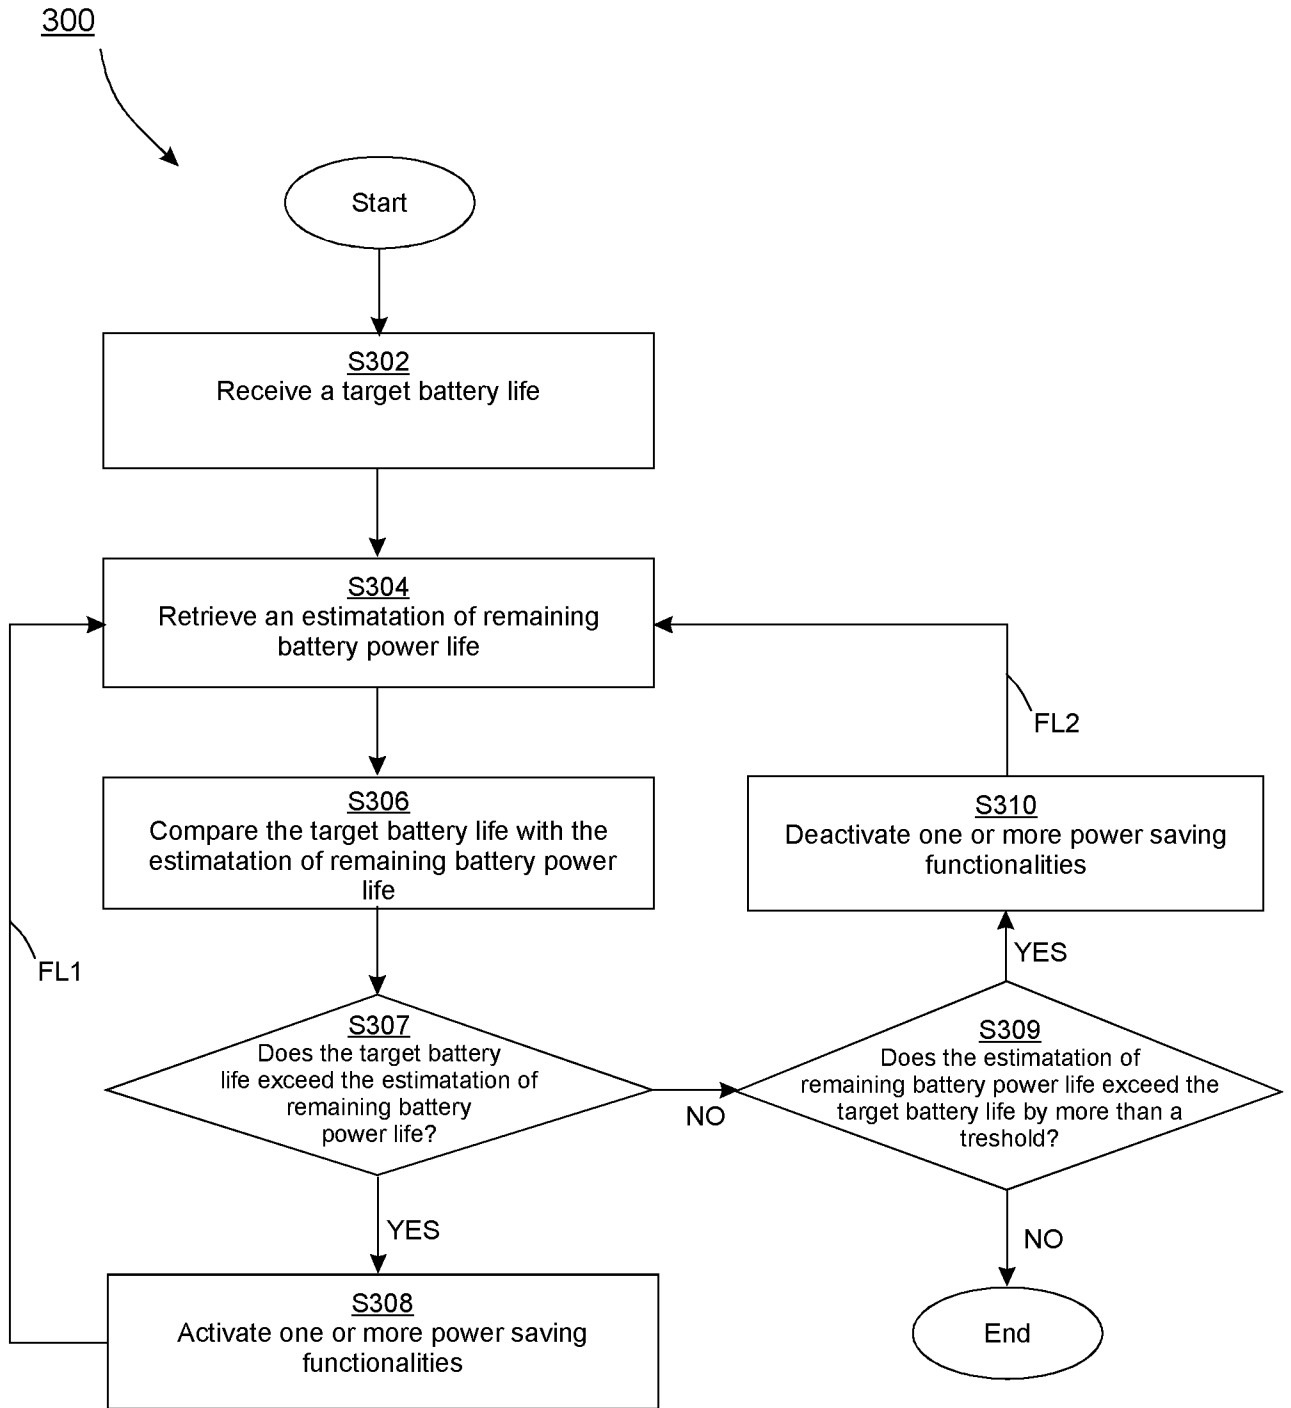 300
Start
S302
Receive a target battery life
S304
Retrieve an estimatation of remaining
battery power life
FL2
S306
Compare the target battery life with the
estimatation of remaining battery power
life
S310
Deactivate one or more power saving
functionalities
FL1
YES
S307
Does the target battery
life exceed the estimatation of
remaining battery
power life?
NO
S309
Does the estimatation of
remaining battery power life exceed the
target battery life by more than a
treshold?
YES
NO
S308
Activate one or more power saving
functionalities
End